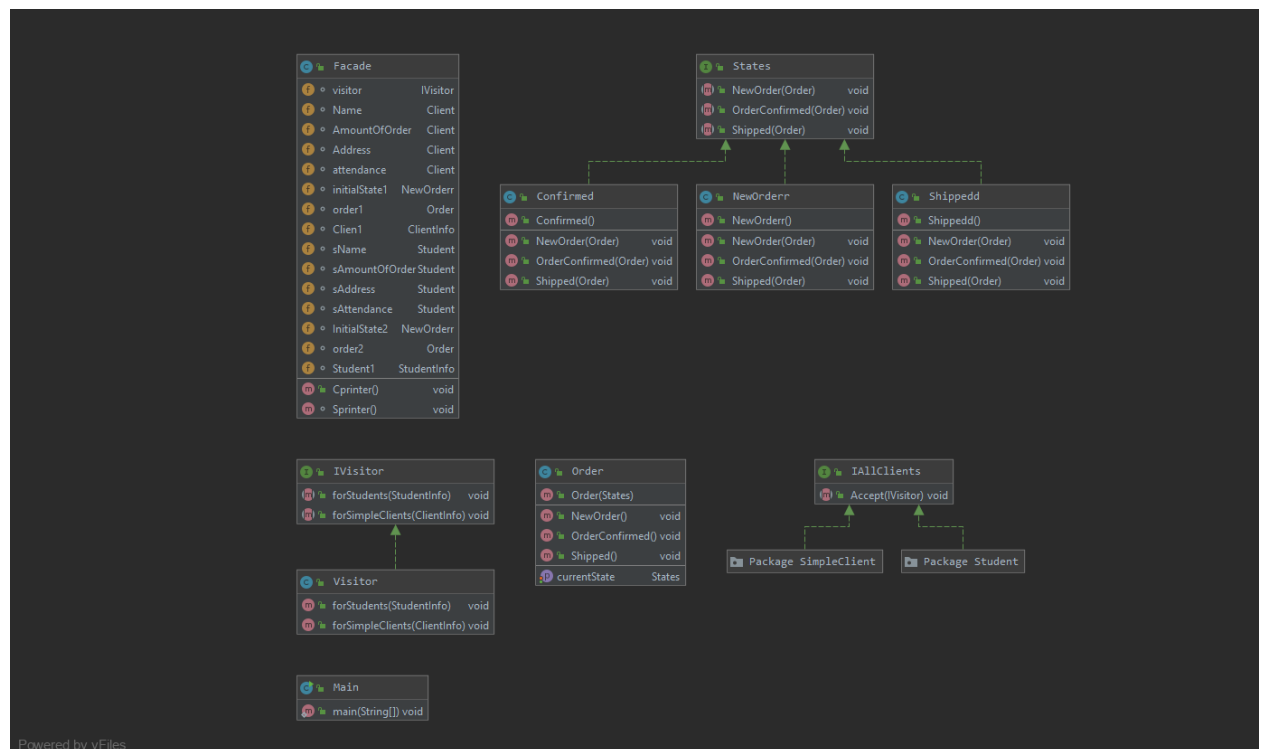 Facade
visitor IVisitor
Name Client
AmountOfOrder Client
Address Client
attendance Client
initialState1 NewOrderr
order1 Order
Clien1 ClientInfo
sName Student
sAmountOfOrder Student
sAddress Student
sAttendance Student
InitialState2 NewOrderr
order2 Order
Student1 StudentInfo
Cprinter() void
Sprinter() void
States
NewOrder(Order) void
OrderConfirmed(Order) void
Shipped(Order) void
Confirmed
Confirmed()
NewOrder(Order) void
OrderConfirmed(Order) void
Shipped(Order) void
NewOrderr
NewOrderr()
NewOrder(Order) void
OrderConfirmed(Order) void
Shipped(Order) void
Shippedd
Shippedd()
NewOrder(Order) void
OrderConfirmed(Order) void
Shipped(Order) void
IVisitor
forStudents(StudentInfo) void
forSimpleClients(ClientInfo) void
Visitor
forStudents(StudentInfo) void
forSimpleClients(ClientInfo) void
Order
Order(States)
NewOrder() void
OrderConfirmed() void
Shipped() void
currentState States
IAllClients
Accept(IVisitor) void
Package SimpleClient
Package Student
Main
main(String[]) void
Powered by yFiles